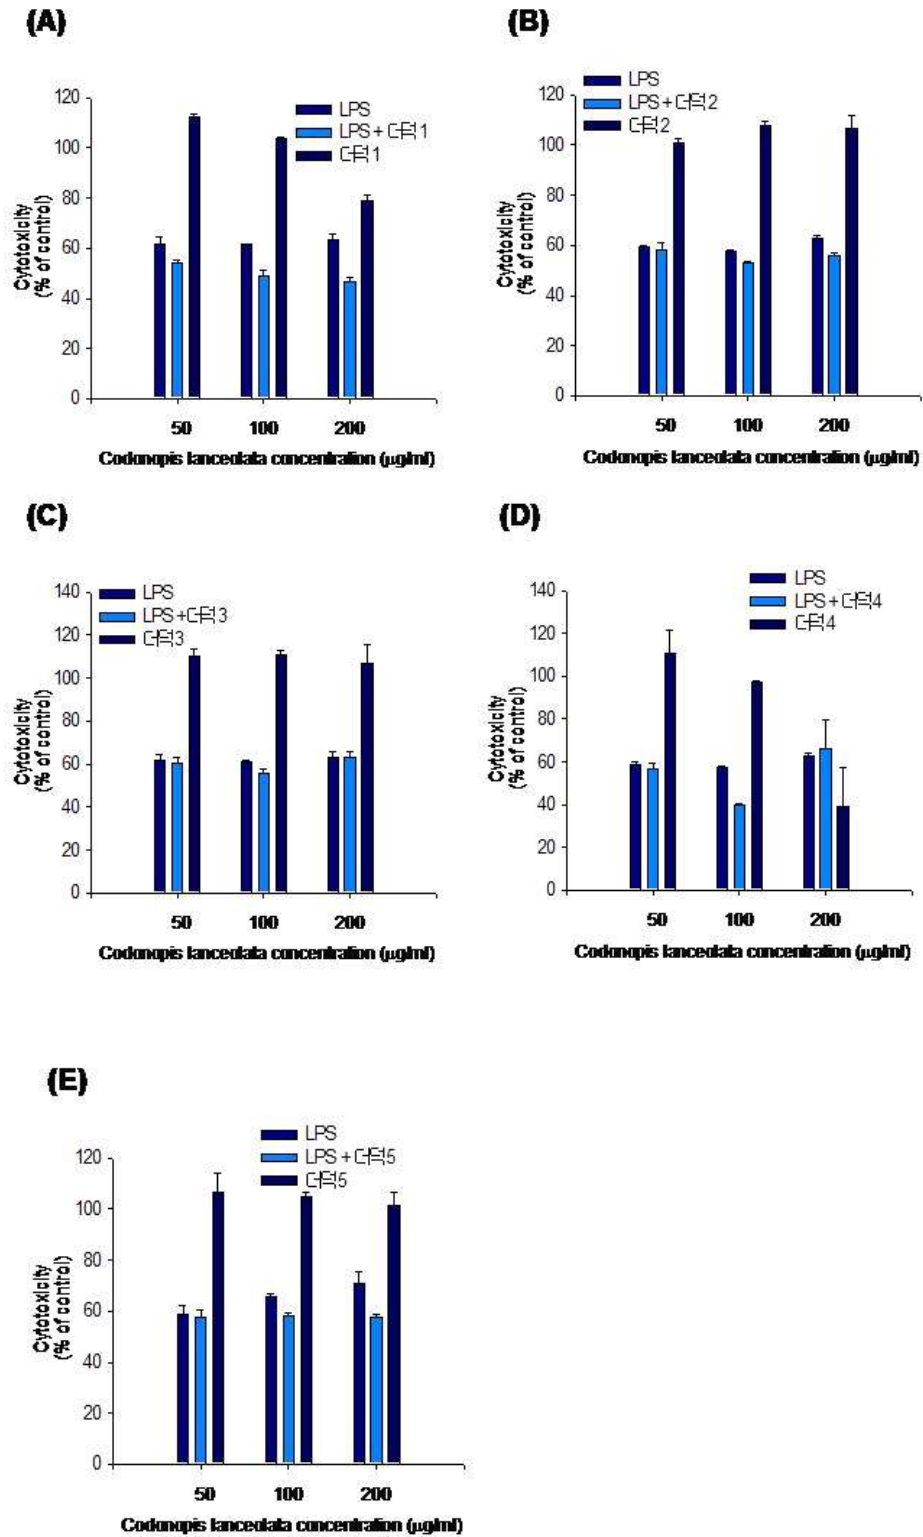 (A)
120
100
80
60
40
20
0
Cytotoxicity
(% of control)
LPS
LPS +
50 100 200
Codonopis lanceolata concentration (μg/ml)
(B)
120
100
80
60
40
20
0
Cytotoxicity
(% of control)
LPS
LPS +
50 100 200
Codonopis lanceolata concentration (μg/ml)
(C)
140
120
100
80
60
40
20
0
Cytotoxicity
(% of control)
LPS
LPS +
50 100 200
Codonopis lanceolata concentration (μg/ml)
(D)
140
120
100
80
60
40
20
0
Cytotoxicity
(% of control)
LPS
LPS +
50 100 200
Codonopis lanceolata concentration (μg/ml)
(E)
120
100
80
60
40
20
0
Cytotoxicity
(% of control)
LPS
LPS +
50 100 200
Codonopis lanceolata concentration (μg/ml)